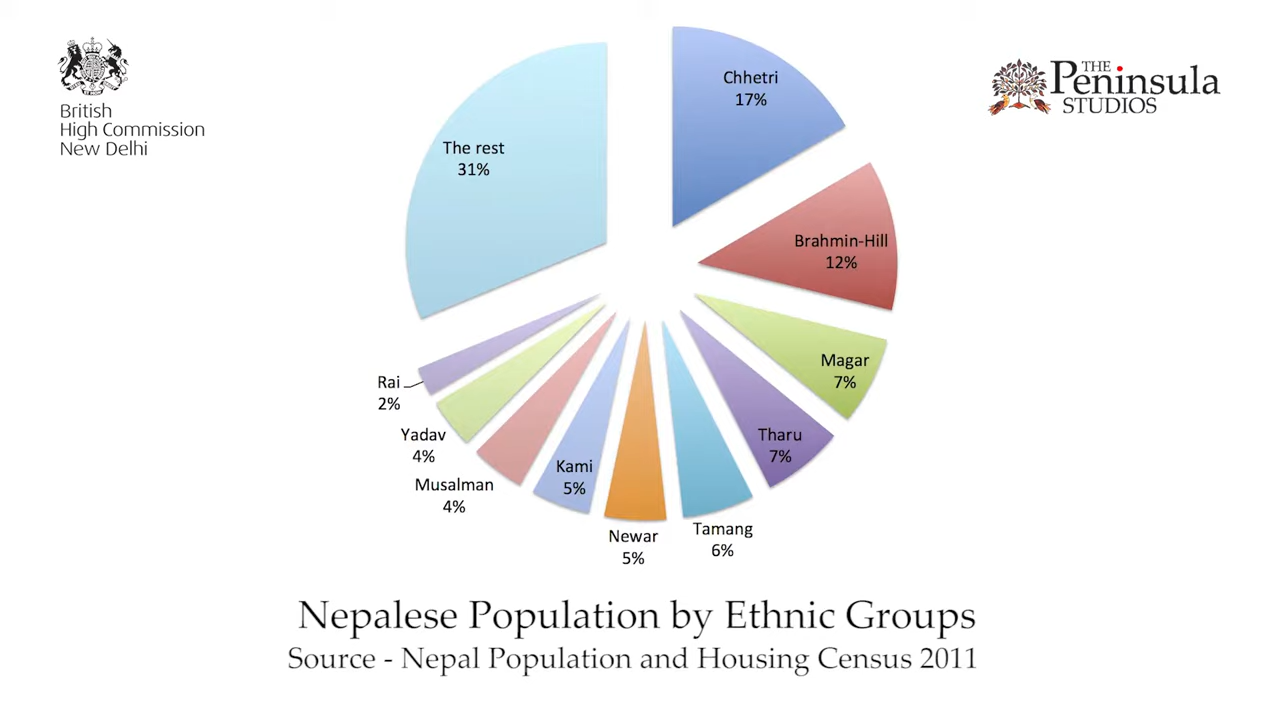 British
High Commission
New Delhi
THE
Peninsula
STUDIOS
Chhetri
17%
Brahmin-Hill
12%
Magar
7%
Tharu
7%
Tamang
6%
Newar
5%
Kami
5%
Musalman
4%
Yadav
4%
Rai
2%
The rest
31%
Nepalese Population by Ethnic Groups
Source - Nepal Population and Housing Census 2011